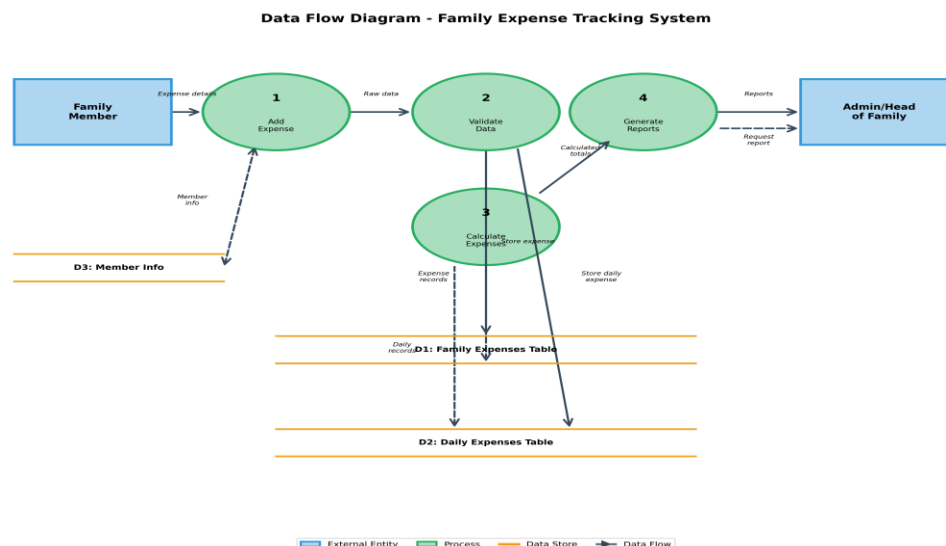 Data Flow Diagram - Family Expense Tracking System
Family
Member
Expense details
1
Add
Expense
Raw data
2
Validate
Data
4
Generate
Reports
Reports
Request
report
Admin/Head
of Family
Calculated
totals
Member
info
3
Calculate
Expenses
Store expense
D3: Member Info
Expense
records
Store daily
expense
Daily
records
D1: Family Expenses Table
D2: Daily Expenses Table
External Entity
Process
Data Store
Data Flow